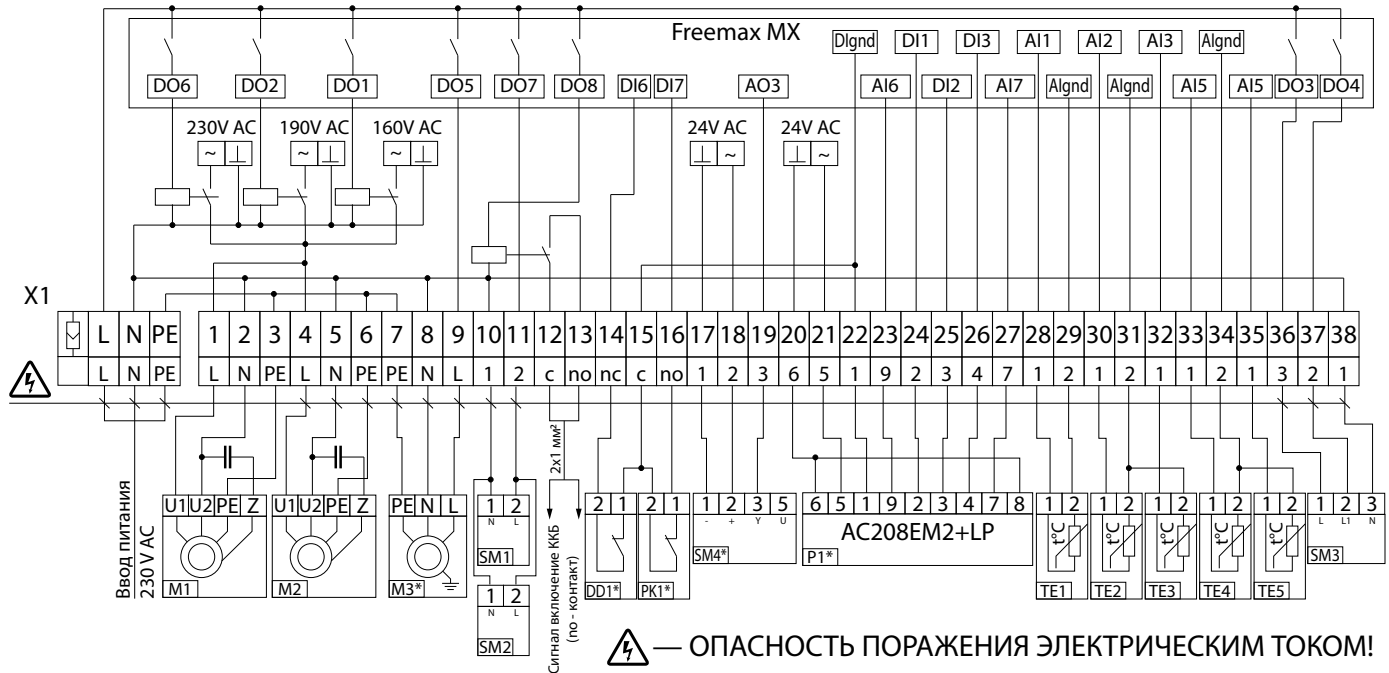 Freemax MX
DIgnd DI1 DI3 AI1 AI2 AI3 AIgnd
DO6 DO2 DO1 DO5 DO7 DO8 DI6 DI7 AO3 AI6 DI2 AI7 AIgnd AIgnd AI5 AI5 DO3 DO4
230V AC 190V AC 160V AC 24V AC 24V AC
~ ⊥ ~ ⊥ ~ ⊥ ⊥ ~ ⊥ ~
X1
L N PE 1 2 3 4 5 6 7 8 9 10 11 12 13 14 15 16 17 18 19 20 21 22 23 24 25 26 27 28 29 30 31 32 33 34 35 36 37 38
L N PE L N PE L N PE PE N L 1 2 c no nc c no 1 2 3 6 5 1 9 2 3 4 7 1 2 1 2 1 1 2 1 3 2 1
Ввод питания
230 V AC
U1 U2 PE Z
M1
U1 U2 PE Z
M2
PE N L
M3*
1 2
N L
SM1
1 2
N L
SM2
2x1 mm²
Сигнал включение ККБ
(no - контакт)
2 1
DD1*
2 1
PK1*
1 2 3 5
- + Y U
SM4*
6 5 1 9 2 3 4 7 8
AC208EM2+LP
P1*
1 2
t°C
TE1
1 2
t°C
TE2
1 2
t°C
TE3
1 2
t°C
TE4
1 2
t°C
TE5
1 2 3
L L1 N
SM3
— ОПАСНОСТЬ ПОРАЖЕНИЯ ЭЛЕКТРИЧЕСКИМ ТОКОМ!